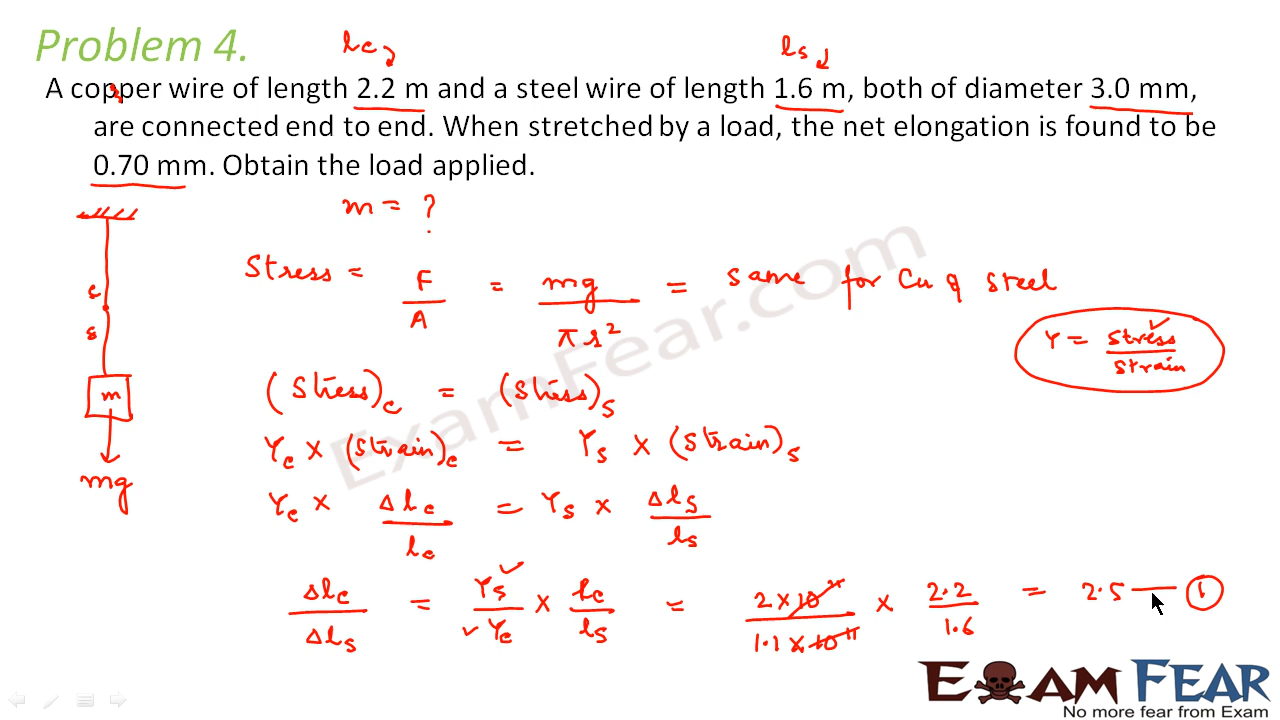 Problem 4.
lc
ls
A copper wire of length 2.2 m and a steel wire of length 1.6 m, both of diameter 3.0 mm,
are connected end to end. When stretched by a load, the net elongation is found to be
0.70 mm. Obtain the load applied.
m = ?
Stress = F/A = mg/πr² = same for Cu & steel
Y = stress/strain
c
s
m
mg
(Stress)c = (Stress)s
Yc × (Strain)c = Ys × (Strain)s
Yc × Δlc/lc = Ys × Δls/ls
Δlc/Δls = Ys/Yc × lc/ls = 2×10¹¹/1.1×10¹¹ × 2.2/1.6 = 2.5 — ①
ExamFear.com
EXAM FEAR
No more fear from Exam